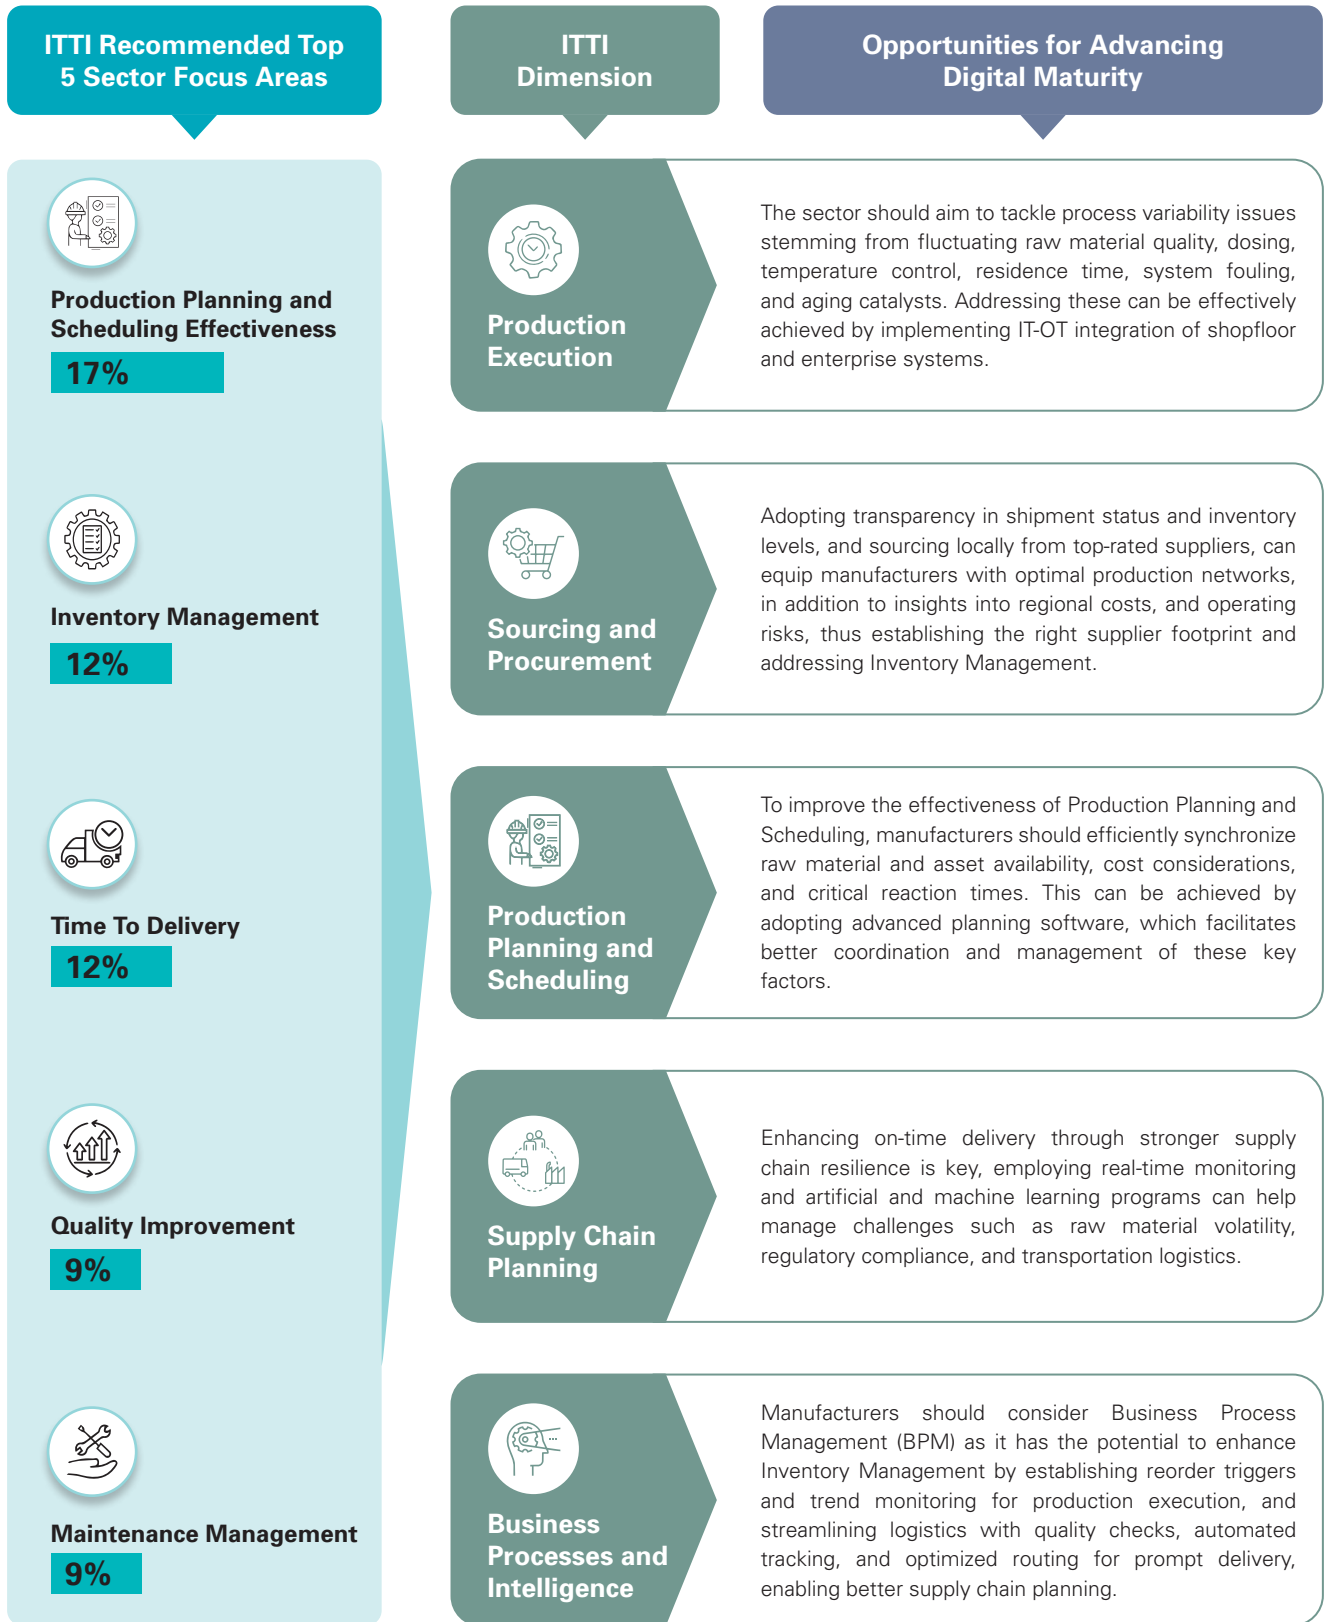 ITTI Recommended Top
5 Sector Focus Areas
ITTI
Dimension
Opportunities for Advancing
Digital Maturity
Production Planning and
Scheduling Effectiveness
17%
Inventory Management
12%
Time To Delivery
12%
Quality Improvement
9%
Maintenance Management
9%
Production
Execution
The sector should aim to tackle process variability issues
stemming from fluctuating raw material quality, dosing,
temperature control, residence time, system fouling,
and aging catalysts. Addressing these can be effectively
achieved by implementing IT-OT integration of shopfloor
and enterprise systems.
Sourcing and
Procurement
Adopting transparency in shipment status and inventory
levels, and sourcing locally from top-rated suppliers, can
equip manufacturers with optimal production networks,
in addition to insights into regional costs, and operating
risks, thus establishing the right supplier footprint and
addressing Inventory Management.
Production
Planning and
Scheduling
To improve the effectiveness of Production Planning and
Scheduling, manufacturers should efficiently synchronize
raw material and asset availability, cost considerations,
and critical reaction times. This can be achieved by
adopting advanced planning software, which facilitates
better coordination and management of these key
factors.
Supply Chain
Planning
Enhancing on-time delivery through stronger supply
chain resilience is key, employing real-time monitoring
and artificial and machine learning programs can help
manage challenges such as raw material volatility,
regulatory compliance, and transportation logistics.
Business
Processes and
Intelligence
Manufacturers should consider Business Process
Management (BPM) as it has the potential to enhance
Inventory Management by establishing reorder triggers
and trend monitoring for production execution, and
streamlining logistics with quality checks, automated
tracking, and optimized routing for prompt delivery,
enabling better supply chain planning.